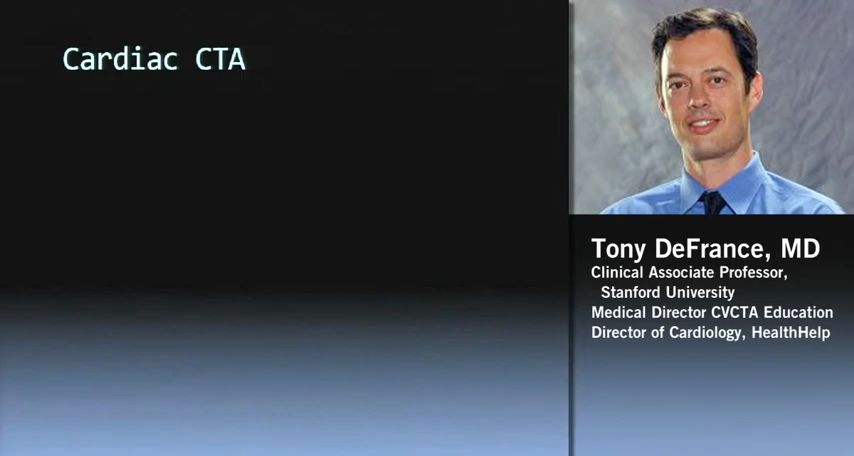 Cardiac CTA
Tony DeFrance, MD
Clinical Associate Professor,
Stanford University
Medical Director CVCTA Education
Director of Cardiology, HealthHelp